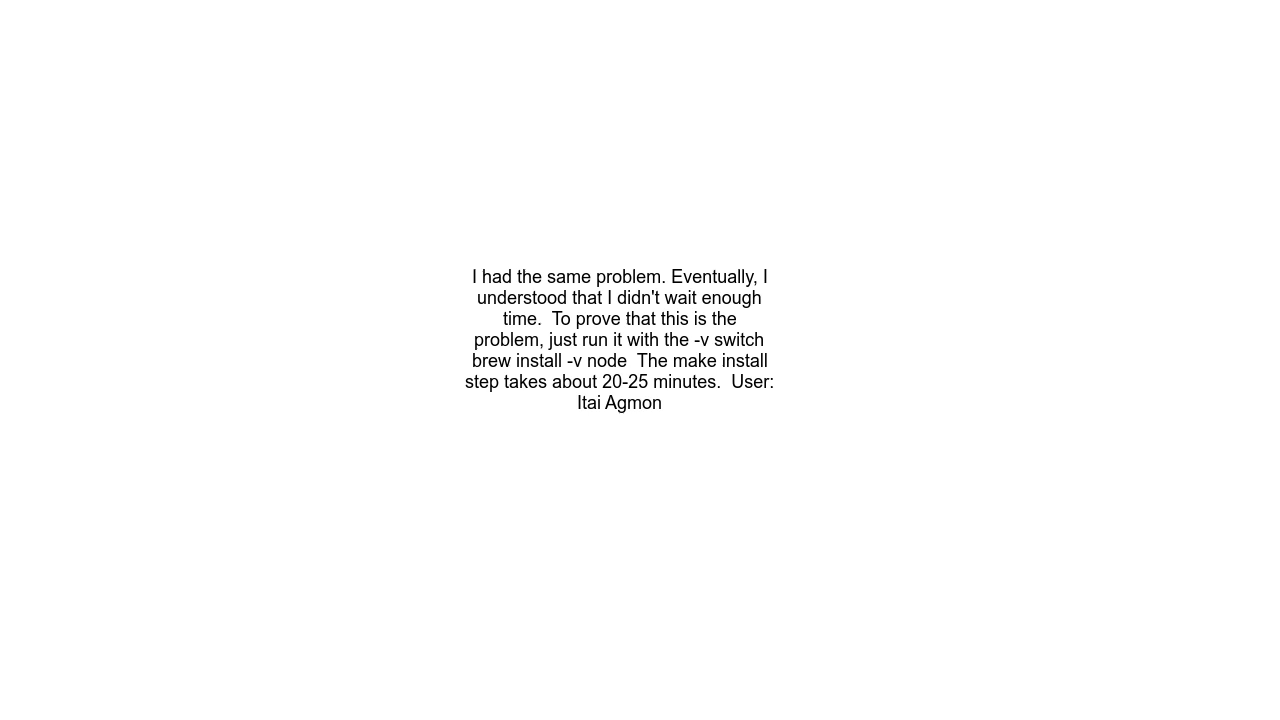 I had the same problem. Eventually, I
understood that I didn't wait enough
time.  To prove that this is the
problem, just run it with the -v switch
brew install -v node  The make install
step takes about 20-25 minutes.  User:
Itai Agmon